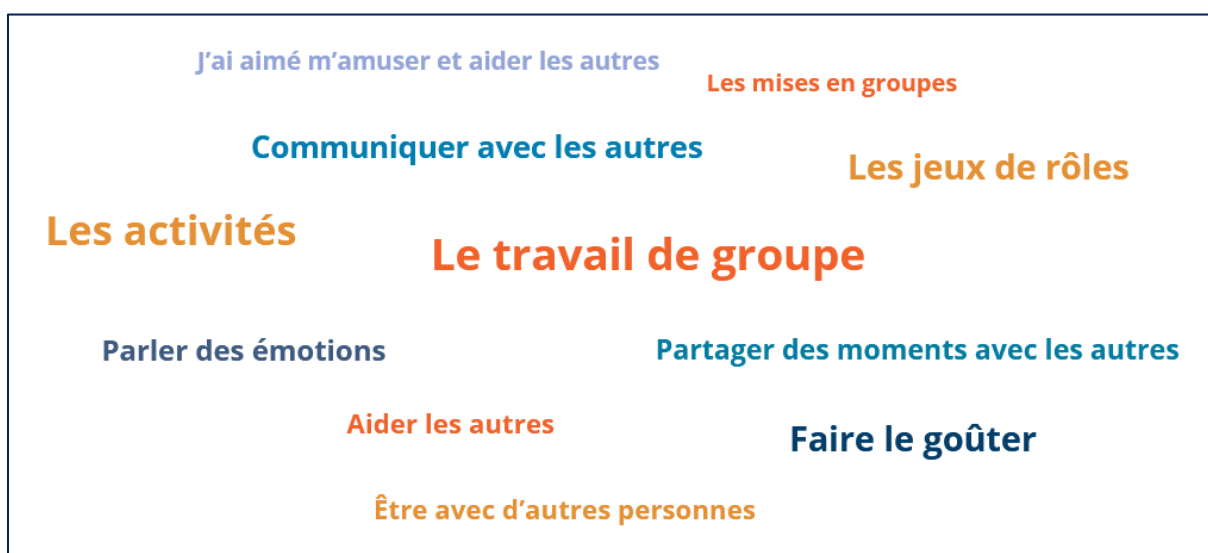 J’ai aimé m’amuser et aider les autres
Les mises en groupes
Communiquer avec les autres
Les jeux de rôles
Les activités
Le travail de groupe
Parler des émotions
Partager des moments avec les autres
Aider les autres
Faire le goûter
Être avec d’autres personnes